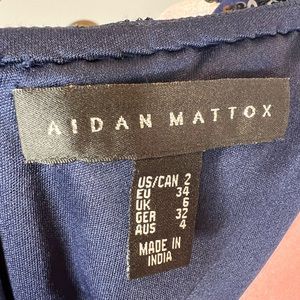 AIDAN MATTOX
US/CAN 2
EU 34
UK 6
GER 32
AUS 4
MADE IN
INDIA